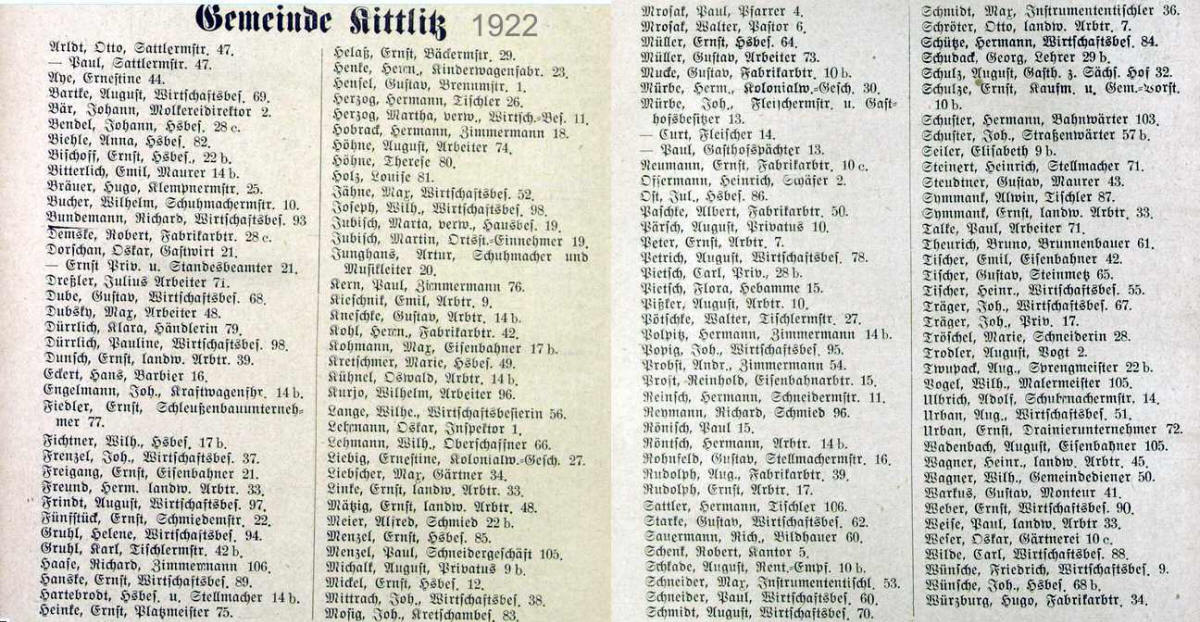 Gemeinde Kittlitz 1922
Arldt, Otto, Sattlermstr. 47.
— Paul, Sattlermstr. 47.
Aye, Ernestine 44.
Bartke, August, Wirtschaftsbes. 69.
Bär, Johann, Molkereidirektor 2.
Bendel, Johann, Hsbes. 28 c.
Biehle, Anna, Hsbes. 82.
Bischoff, Ernst, Hsbes., 22 b.
Bitterlich, Emil, Maurer 14 b.
Bräuer, Hugo, Klempnermstr. 25.
Bucher, Wilhelm, Schuhmachermstr. 10.
Bundemann, Richard, Wirtschaftsbes. 93
Demske, Robert, Fabrikarbtr. 28 c.
Dorschan, Oskar, Gastwirt 21.
— Ernst Priv. u. Standesbeamter 21.
Dreßler, Julius Arbeiter 71.
Dube, Gustav, Wirtschaftsbes. 68.
Dubsky, Max, Arbeiter 48.
Dürrlich, Klara, Händlerin 79.
Dürrlich, Pauline, Wirtschaftsbes. 98.
Dunsch, Ernst, landw. Arbtr. 39.
Eckert, Hans, Barbier 16.
Engelmann, Joh., Kraftwagenfhr. 14 b.
Fiedler, Ernst, Schleußenbauunterneh-
mer 77.
Fichtner, Wilh., Hsbes. 17 b.
Frenzel, Joh., Wirtschaftsbes. 37.
Freigang, Ernst, Eisenbahner 21.
Freund, Herm. landw. Arbtr. 33.
Frindt, August, Wirtschaftsbes. 97.
Fünfstück, Ernst, Schmiedemstr. 22.
Gruhl, Helene, Wirtschaftsbes. 94.
Gruhl, Karl, Tischlermstr. 42 b.
Haase, Richard, Zimmermann 106.
Hanske, Ernst, Wirtschaftsbes. 89.
Hartebrodt, Hsbes. u. Stellmacher 14 b.
Heinke, Ernst, Platzmeister 75.
Helaß, Ernst, Bäckermstr. 29.
Henke, Herm., Kinderwagenfabr. 23.
Hensel, Gustav, Brennmstr. 1.
Herzog, Hermann, Tischler 26.
Herzog, Martha, verw., Wirtsch.-Bes. 11.
Hobrack, Hermann, Zimmermann 18.
Höhne, August, Arbeiter 74.
Höhne, Therese 80.
Holz, Louise 81.
Jähne, Max, Wirtschaftsbes. 52.
Joseph, Wilh., Wirtschaftsbes. 98.
Jubisch, Marta, verw., Hausbes. 19.
Jubisch, Martin, Ortsst.-Einnehmer 19.
Junghans, Artur, Schuhmacher und
Musikleiter 20.
Kern, Paul, Zimmermann 76.
Kieschnik, Emil, Arbtr. 9.
Kneschke, Gustav, Arbtr. 14 b.
Kohl, Herm., Fabrikarbtr. 42.
Kohmann, Max, Eisenbahner 17 b.
Kretschmer, Marie, Hsbes. 49.
Kühnel, Oswald, Arbtr. 14 b.
Kurjo, Wilhelm, Arbeiter 96.
Lange, Wilhe., Wirtschaftsbesierin 56.
Lehmann, Oskar, Inspektor 1.
Lehmann, Wilh., Oberschaffner 66.
Liebig, Ernestine, Kolonialw.-Gesch. 27.
Liebscher, Max, Gärtner 34.
Linke, Ernst, landw. Arbtr. 33.
Mätzig, Ernst, landw. Arbtr. 48.
Meier, Alfred, Schmied 22 b.
Menzel, Ernst, Hsbes. 85.
Menzel, Paul, Schneidergeschäft 105.
Michalk, August, Privatus 9 b.
Mickel, Ernst, Hsbes. 12.
Mittrach, Joh., Wirtschaftsbes. 38.
Mosig, Joh., Kretschambes. 83.
Mrosak, Paul, Pfarrer 4.
Mrosak, Walter, Pastor 6.
Müller, Ernst, Hsbes. 64.
Müller, Gustav, Arbeiter 73.
Mucke, Gustav, Fabrikarbtr. 10 b.
Mürbe, Herm., Kolonialw.-Gesch. 30.
Mürbe, Joh., Fleischermstr. u. Gast-
hofsbesitzer 13.
— Curt, Fleischer 14.
— Paul, Gasthofspächter 13.
Neumann, Ernst, Fabrikarbtr. 10 c.
Offermann, Heinrich, Schäfer 2.
Ost, Jul., Hsbes. 86.
Paschke, Albert, Fabrikarbtr. 50.
Pärsch, August, Privatus 10.
Peter, Ernst, Arbtr. 7.
Petrich, August, Wirtschaftsbes. 78.
Pietsch, Carl, Priv., 28 b.
Pietsch, Flora, Hebamme 15.
Pißker, August, Arbtr. 10.
Pötschke, Walter, Tischlermstr. 27.
Polpitz, Hermann, Zimmermann 14 b.
Popig, Joh., Wirtschaftsbes. 95.
Probst, Andr., Zimmermann 54.
Prost, Reinhold, Eisenbahnarbtr. 15.
Reinsch, Hermann, Schneidermstr. 11.
Reymann, Richard, Schmied 96.
Rönisch, Paul 15.
Röntsch, Hermann, Arbtr. 14 b.
Rohnfeld, Gustav, Stellmachermstr. 16.
Rudolph, Aug., Fabrikarbtr. 39.
Rudolph, Ernst, Arbtr. 17.
Sattler, Hermann, Tischler 106.
Starke, Gustav, Wirtschaftsbes. 62.
Sauermann, Rich., Bildhauer 60.
Schenk, Robert, Kantor 5.
Schkade, August, Rent.-Empf. 10 b.
Schneider, Max, Instrumententischl. 53.
Schneider, Paul, Wirtschaftsbes. 60.
Schmidt, August, Wirtschaftsbes. 70.
Schmidt, Max, Instrumententischler 36.
Schröter, Otto, landw. Arbtr. 7.
Schütze, Hermann, Wirtschaftsbes. 84.
Schudack, Georg, Lehrer 29 b.
Schulz, August, Gasth. z. Sächs. Hof 32.
Schulze, Ernst, Kaufm. u. Gem.-Vorst.
10 b.
Schuster, Hermann, Bahnwärter 103.
Schuster, Joh., Straßenwärter 57 b.
Seiler, Elisabeth 9 b.
Steinert, Heinrich, Stellmacher 71.
Steudtner, Gustav, Maurer 43.
Symmank, Alwin, Tischler 87.
Symmank, Ernst, landw. Arbtr. 33.
Talke, Paul, Arbeiter 71.
Theurich, Bruno, Brunnenbauer 61.
Tischer, Emil, Eisenbahner 42.
Tischer, Gustav, Steinmetz 65.
Tischer, Heinr., Wirtschaftsbes. 55.
Träger, Joh., Wirtschaftsbes. 67.
Träger, Joh., Priv. 17.
Tröschel, Marie, Schneiderin 28.
Trodler, August, Vogt 2.
Twupack, Aug., Sprengmeister 22 b.
Vogel, Wilh., Malermeister 105.
Ulbrich, Adolf, Schuhmachermstr. 14.
Urban, Aug., Wirtschaftsbes. 51.
Urban, Ernst, Drainierunternehmer 72.
Wadenbach, August, Eisenbahner 105.
Wagner, Heinr., landw. Arbtr. 45.
Wagner, Wilh., Gemeindediener 50.
Warkus, Gustav, Monteur 41.
Weber, Ernst, Wirtschaftsbes. 90.
Weise, Paul, landw. Arbtr 33.
Weser, Oskar, Gärtnerei 10 c.
Wilde, Carl, Wirtschaftsbes. 88.
Wünsche, Friedrich, Wirtschaftsbes. 9.
Wünsche, Joh., Hsbes. 68 b.
Würzburg, Hugo, Fabrikarbtr. 34.